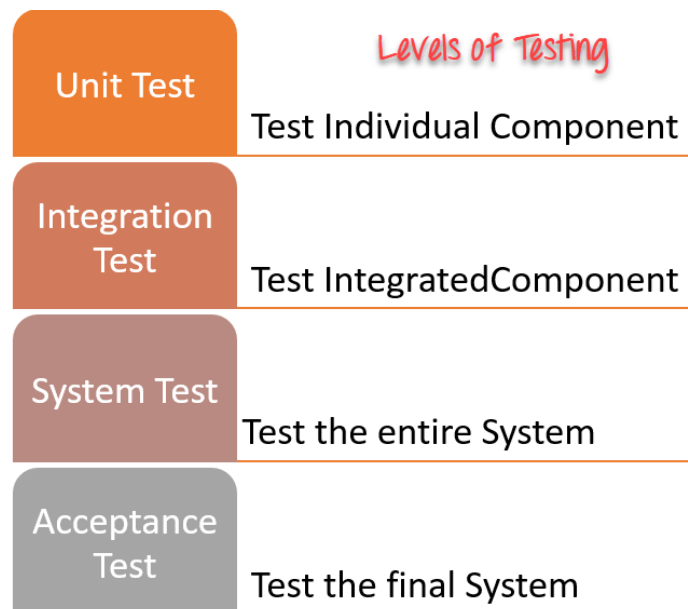 Levels of Testing
Unit Test
Test Individual Component
Integration
Test
Test IntegratedComponent
System Test
Test the entire System
Acceptance
Test
Test the final System